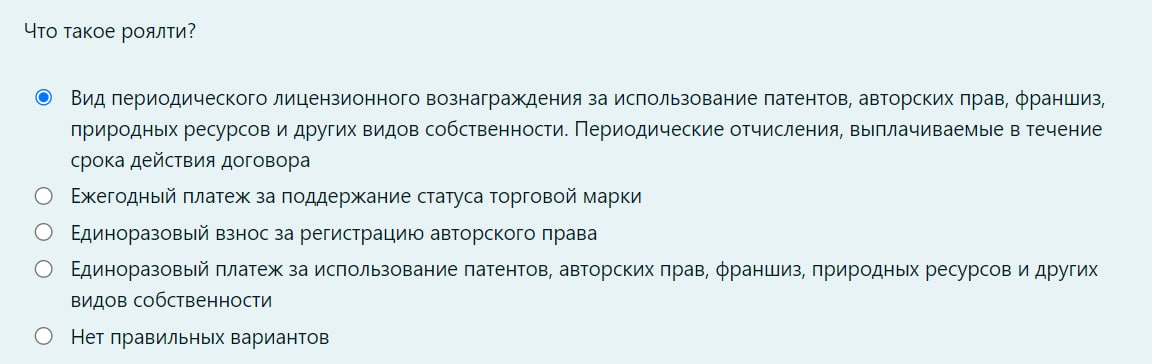 Что такое роялти?
Вид периодического лицензионного вознаграждения за использование патентов, авторских прав, франшиз,
природных ресурсов и других видов собственности. Периодические отчисления, выплачиваемые в течение
срока действия договора
Ежегодный платеж за поддержание статуса торговой марки
Единоразовый взнос за регистрацию авторского права
Единоразовый платеж за использование патентов, авторских прав, франшиз, природных ресурсов и других
видов собственности
Нет правильных вариантов